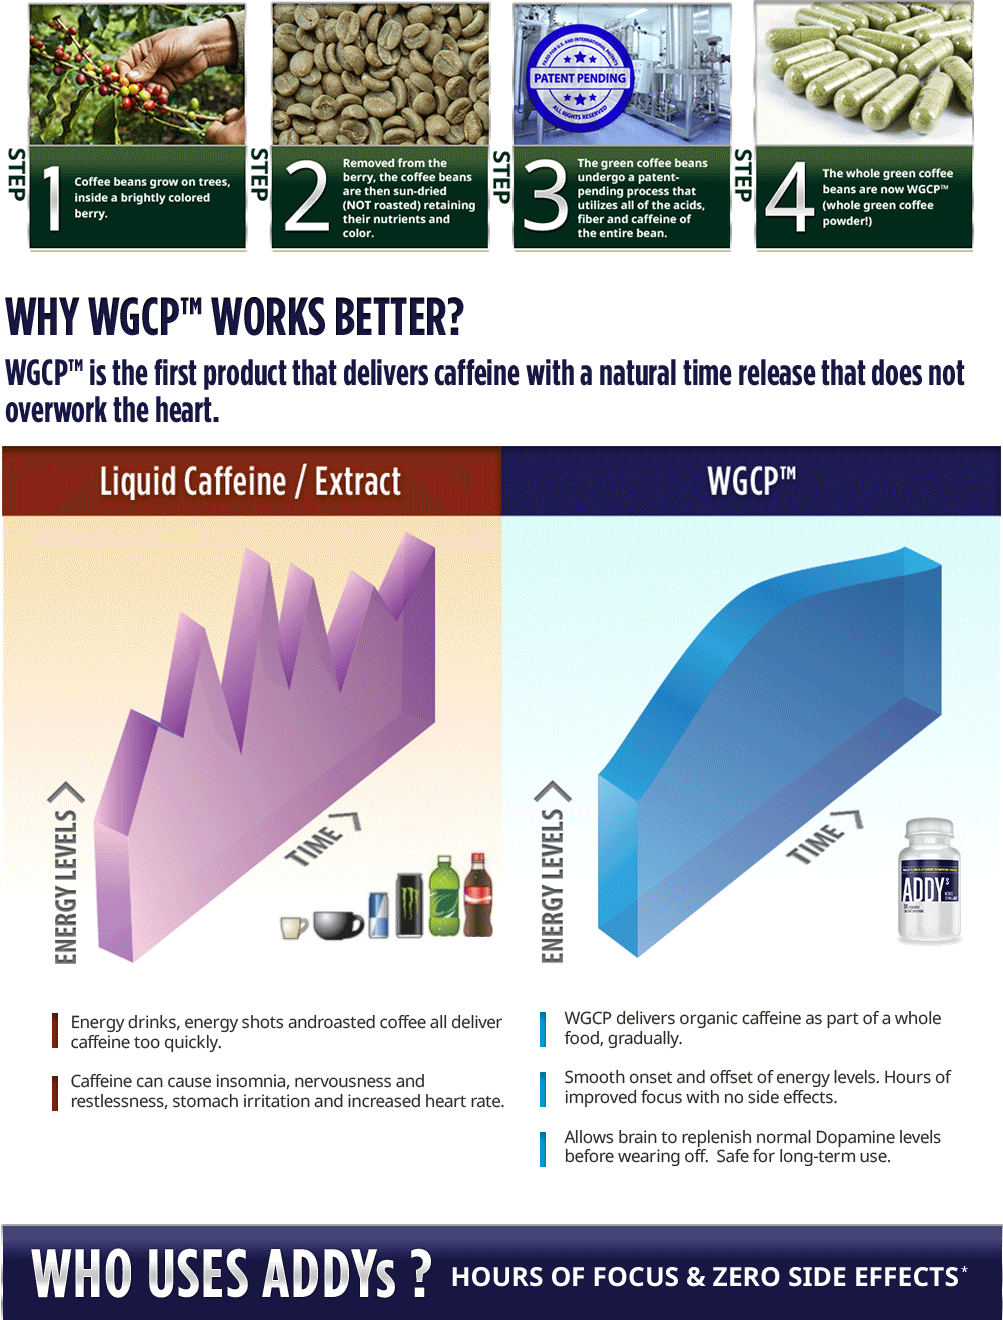 PATENT PENDING
ALL RIGHTS RESERVED
STEP
1
Coffee beans grow on trees,
inside a brightly colored
berry.
STEP
2
Removed from the
berry, the coffee beans
are then sun-dried
(NOT roasted) retaining
their nutrients and
color.
STEP
3
The green coffee beans
undergo a patent-
pending process that
utilizes all of the acids,
fiber and caffeine of
the entire bean.
STEP
4
The whole green coffee
beans are now WGCP™
(whole green coffee
powder!)
WHY WGCP™ WORKS BETTER?
WGCP™ is the first product that delivers caffeine with a natural time release that does not
overwork the heart.
Liquid Caffeine / Extract
WGCP™
ENERGY LEVELS
TIME
ENERGY LEVELS
TIME
ADDYs
Energy drinks, energy shots androasted coffee all deliver
caffeine too quickly.
Caffeine can cause insomnia, nervousness and
restlessness, stomach irritation and increased heart rate.
WGCP delivers organic caffeine as part of a whole
food, gradually.
Smooth onset and offset of energy levels. Hours of
improved focus with no side effects.
Allows brain to replenish normal Dopamine levels
before wearing off. Safe for long-term use.
WHO USES ADDYs ? HOURS OF FOCUS & ZERO SIDE EFFECTS*